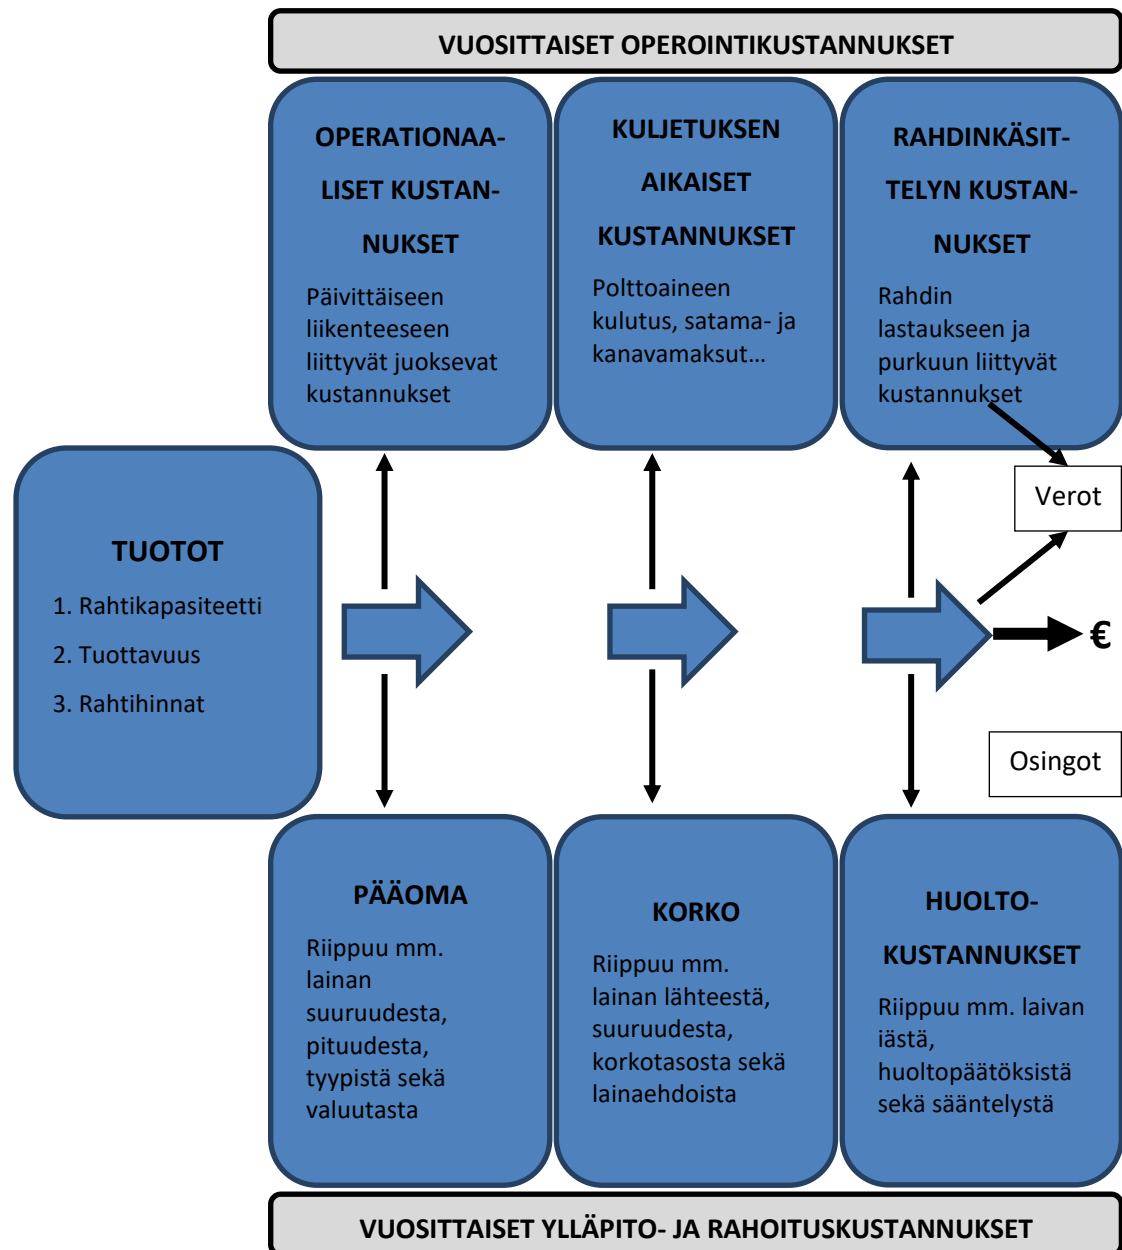 VUOSITTAISET OPEROINTIKUSTANNUKSET
OPERATIONAA-
LISET KUSTAN-
NUKSET
Päivittäiseen
liikenteeseen
liittyvät juoksevat
kustannukset
KULJETUKSEN
AIKAISET
KUSTANNUKSET
Polttoaineen
kulutus, satama- ja
kanavamaksut…
RAHDINKÄSIT-
TELYN KUSTAN-
NUKSET
Rahdin
lastaukseen ja
purkuun liittyvät
kustannukset
TUOTOT
1. Rahtikapasiteetti
2. Tuottavuus
3. Rahtihinnat
Verot
€
Osingot
PÄÄOMA
Riippuu mm.
lainan
suuruudesta,
pituudesta,
tyypistä sekä
valuutasta
KORKO
Riippuu mm.
lainan lähteestä,
suuruudesta,
korkotasosta sekä
lainaehdoista
HUOLTO-
KUSTANNUKSET
Riippuu mm. laivan
iästä,
huoltopäätöksistä
sekä sääntelystä
VUOSITTAISET YLLÄPITO- JA RAHOITUSKUSTANNUKSET